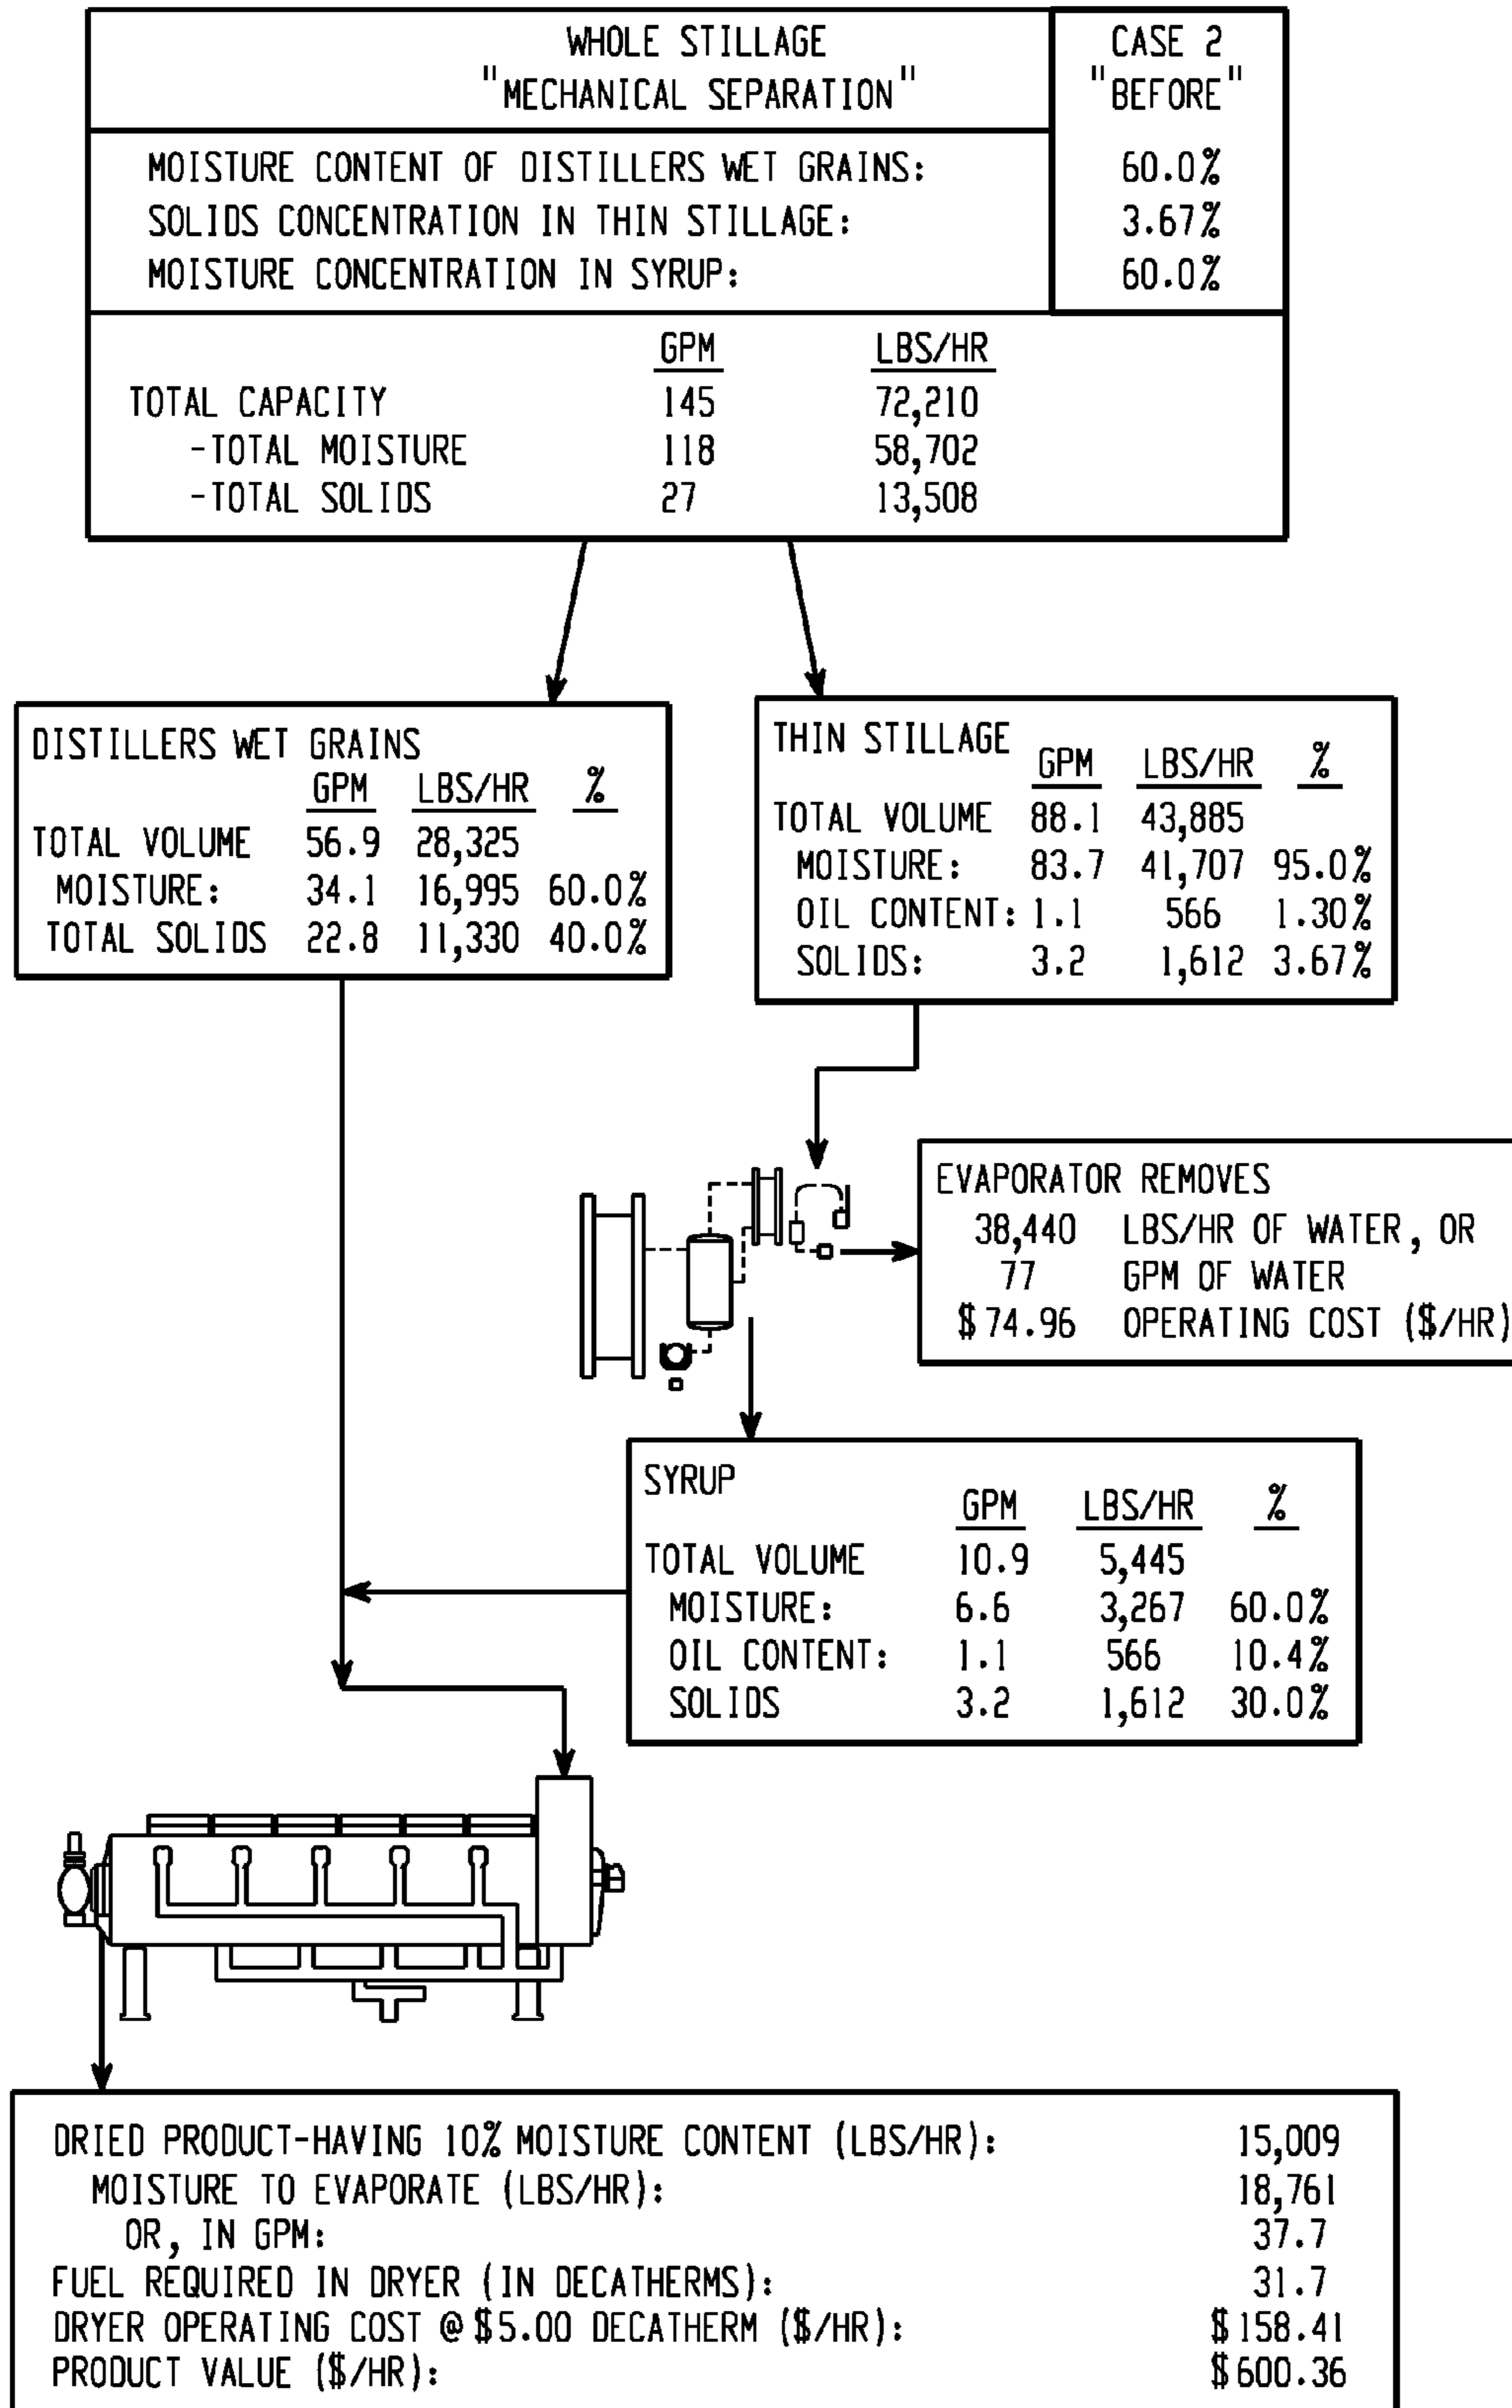 WHOLE STILLAGE
"MECHANICAL SEPARATION"
CASE 2
"BEFORE"
MOISTURE CONTENT OF DISTILLERS WET GRAINS: 60.0%
SOLIDS CONCENTRATION IN THIN STILLAGE: 3.67%
MOISTURE CONCENTRATION IN SYRUP: 60.0%
GPM LBS/HR
TOTAL CAPACITY 145 72,210
-TOTAL MOISTURE 118 58,702
-TOTAL SOLIDS 27 13,508
DISTILLERS WET GRAINS
GPM LBS/HR %
TOTAL VOLUME 56.9 28,325
MOISTURE: 34.1 16,995 60.0%
TOTAL SOLIDS 22.8 11,330 40.0%
THIN STILLAGE GPM LBS/HR %
TOTAL VOLUME 88.1 43,885
MOISTURE: 83.7 41,707 95.0%
OIL CONTENT: 1.1 566 1.30%
SOLIDS: 3.2 1,612 3.67%
EVAPORATOR REMOVES
38,440 LBS/HR OF WATER, OR
77 GPM OF WATER
$74.96 OPERATING COST ($/HR)
SYRUP
GPM LBS/HR %
TOTAL VOLUME 10.9 5,445
MOISTURE: 6.6 3,267 60.0%
OIL CONTENT: 1.1 566 10.4%
SOLIDS 3.2 1,612 30.0%
DRIED PRODUCT-HAVING 10% MOISTURE CONTENT (LBS/HR): 15,009
MOISTURE TO EVAPORATE (LBS/HR): 18,761
OR, IN GPM: 37.7
FUEL REQUIRED IN DRYER (IN DECATHERMS): 31.7
DRYER OPERATING COST @ $5.00 DECATHERM ($/HR): $158.41
PRODUCT VALUE ($/HR): $600.36